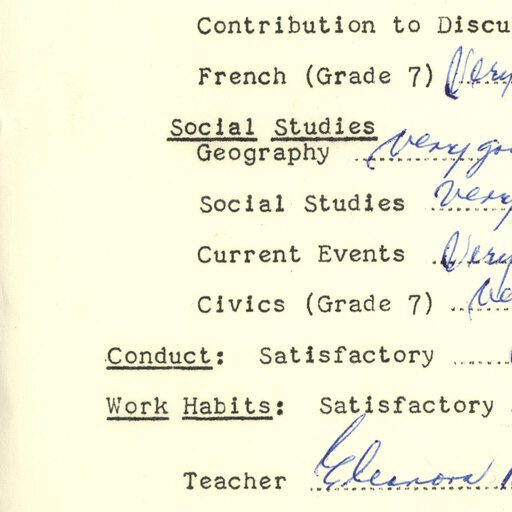 Contribution to Discu
French (Grade 7) Very
Social Studies
Geography very go
Social Studies Very
Current Events Very
Civics (Grade 7) Ve
Conduct: Satisfactory
Work Habits: Satisfactory
Teacher Eleanora